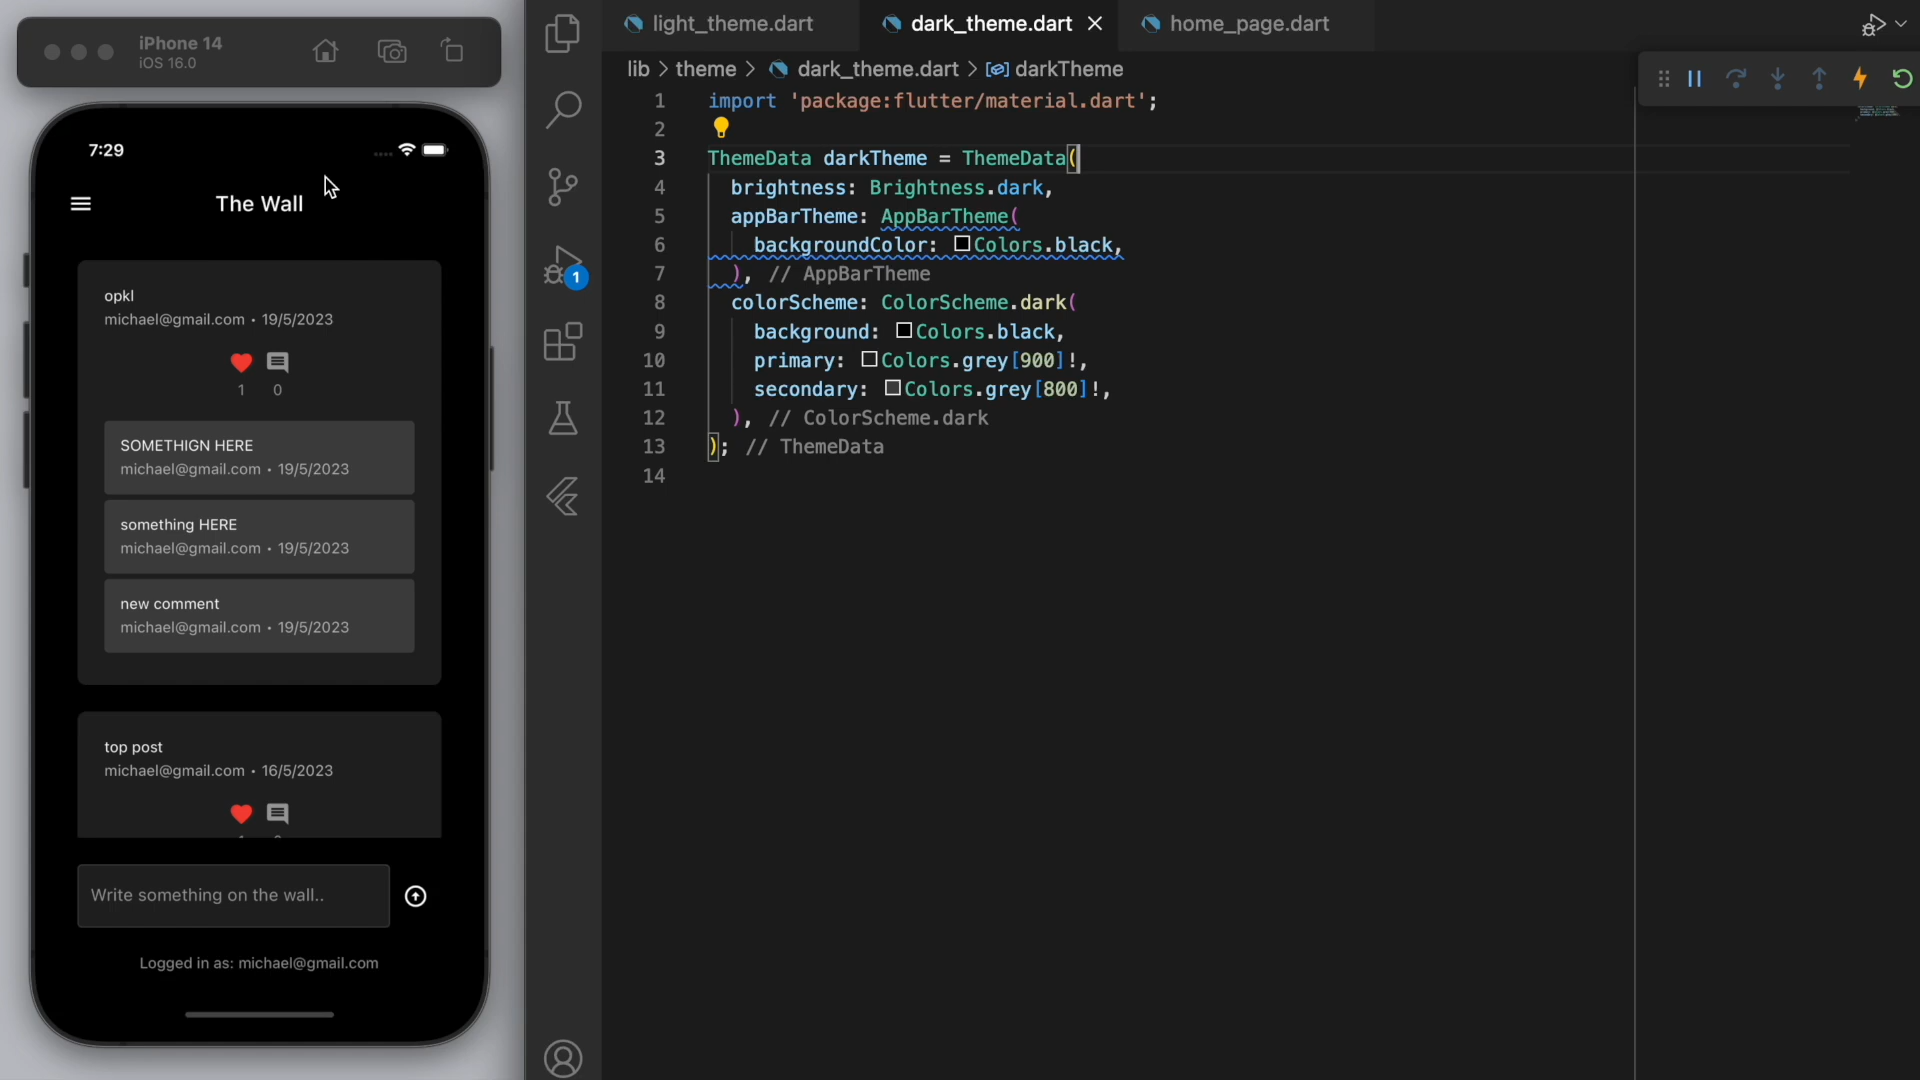 iPhone 14
iOS 16.0
7:29
The Wall
opkl
michael@gmail.com • 19/5/2023
1 0
SOMETHIGN HERE
michael@gmail.com • 19/5/2023
something HERE
michael@gmail.com • 19/5/2023
new comment
michael@gmail.com • 19/5/2023
top post
michael@gmail.com • 16/5/2023
Write something on the wall..
Logged in as: michael@gmail.com
1
light_theme.dart dark_theme.dart home_page.dart
lib > theme > dark_theme.dart > darkTheme
1 import 'package:flutter/material.dart';
2
3 ThemeData darkTheme = ThemeData(
4 brightness: Brightness.dark,
5 appBarTheme: AppBarTheme(
6 backgroundColor: Colors.black,
7 ), // AppBarTheme
8 colorScheme: ColorScheme.dark(
9 background: Colors.black,
10 primary: Colors.grey[900]!,
11 secondary: Colors.grey[800]!,
12 ), // ColorScheme.dark
13 ); // ThemeData
14